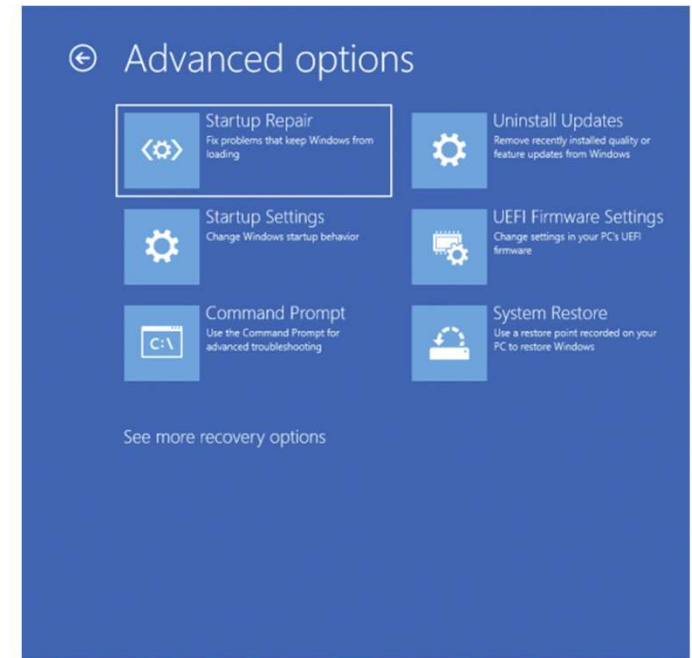 Advanced options
Startup Repair
Fix problems that keep Windows from
loading
Uninstall Updates
Remove recently installed quality or
feature updates from Windows
Startup Settings
Change Windows startup behavior
UEFI Firmware Settings
Change settings in your PC's UEFI
firmware
Command Prompt
Use the Command Prompt for
advanced troubleshooting
C:\
System Restore
Use a restore point recorded on your
PC to restore Windows
See more recovery options